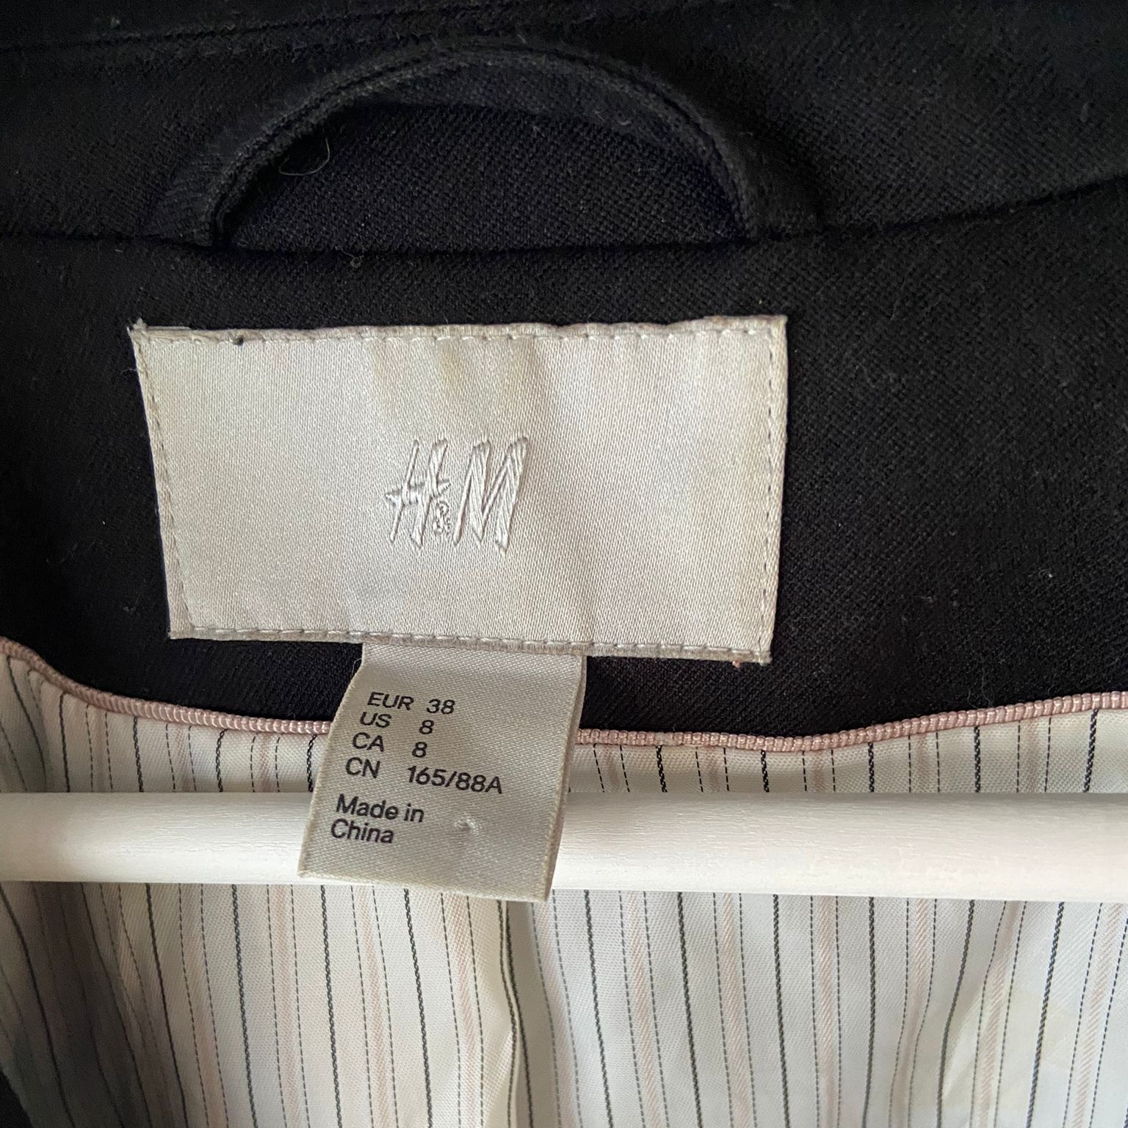 H&M
EUR 38
US 8
CA 8
CN 165/88A
Made in
China